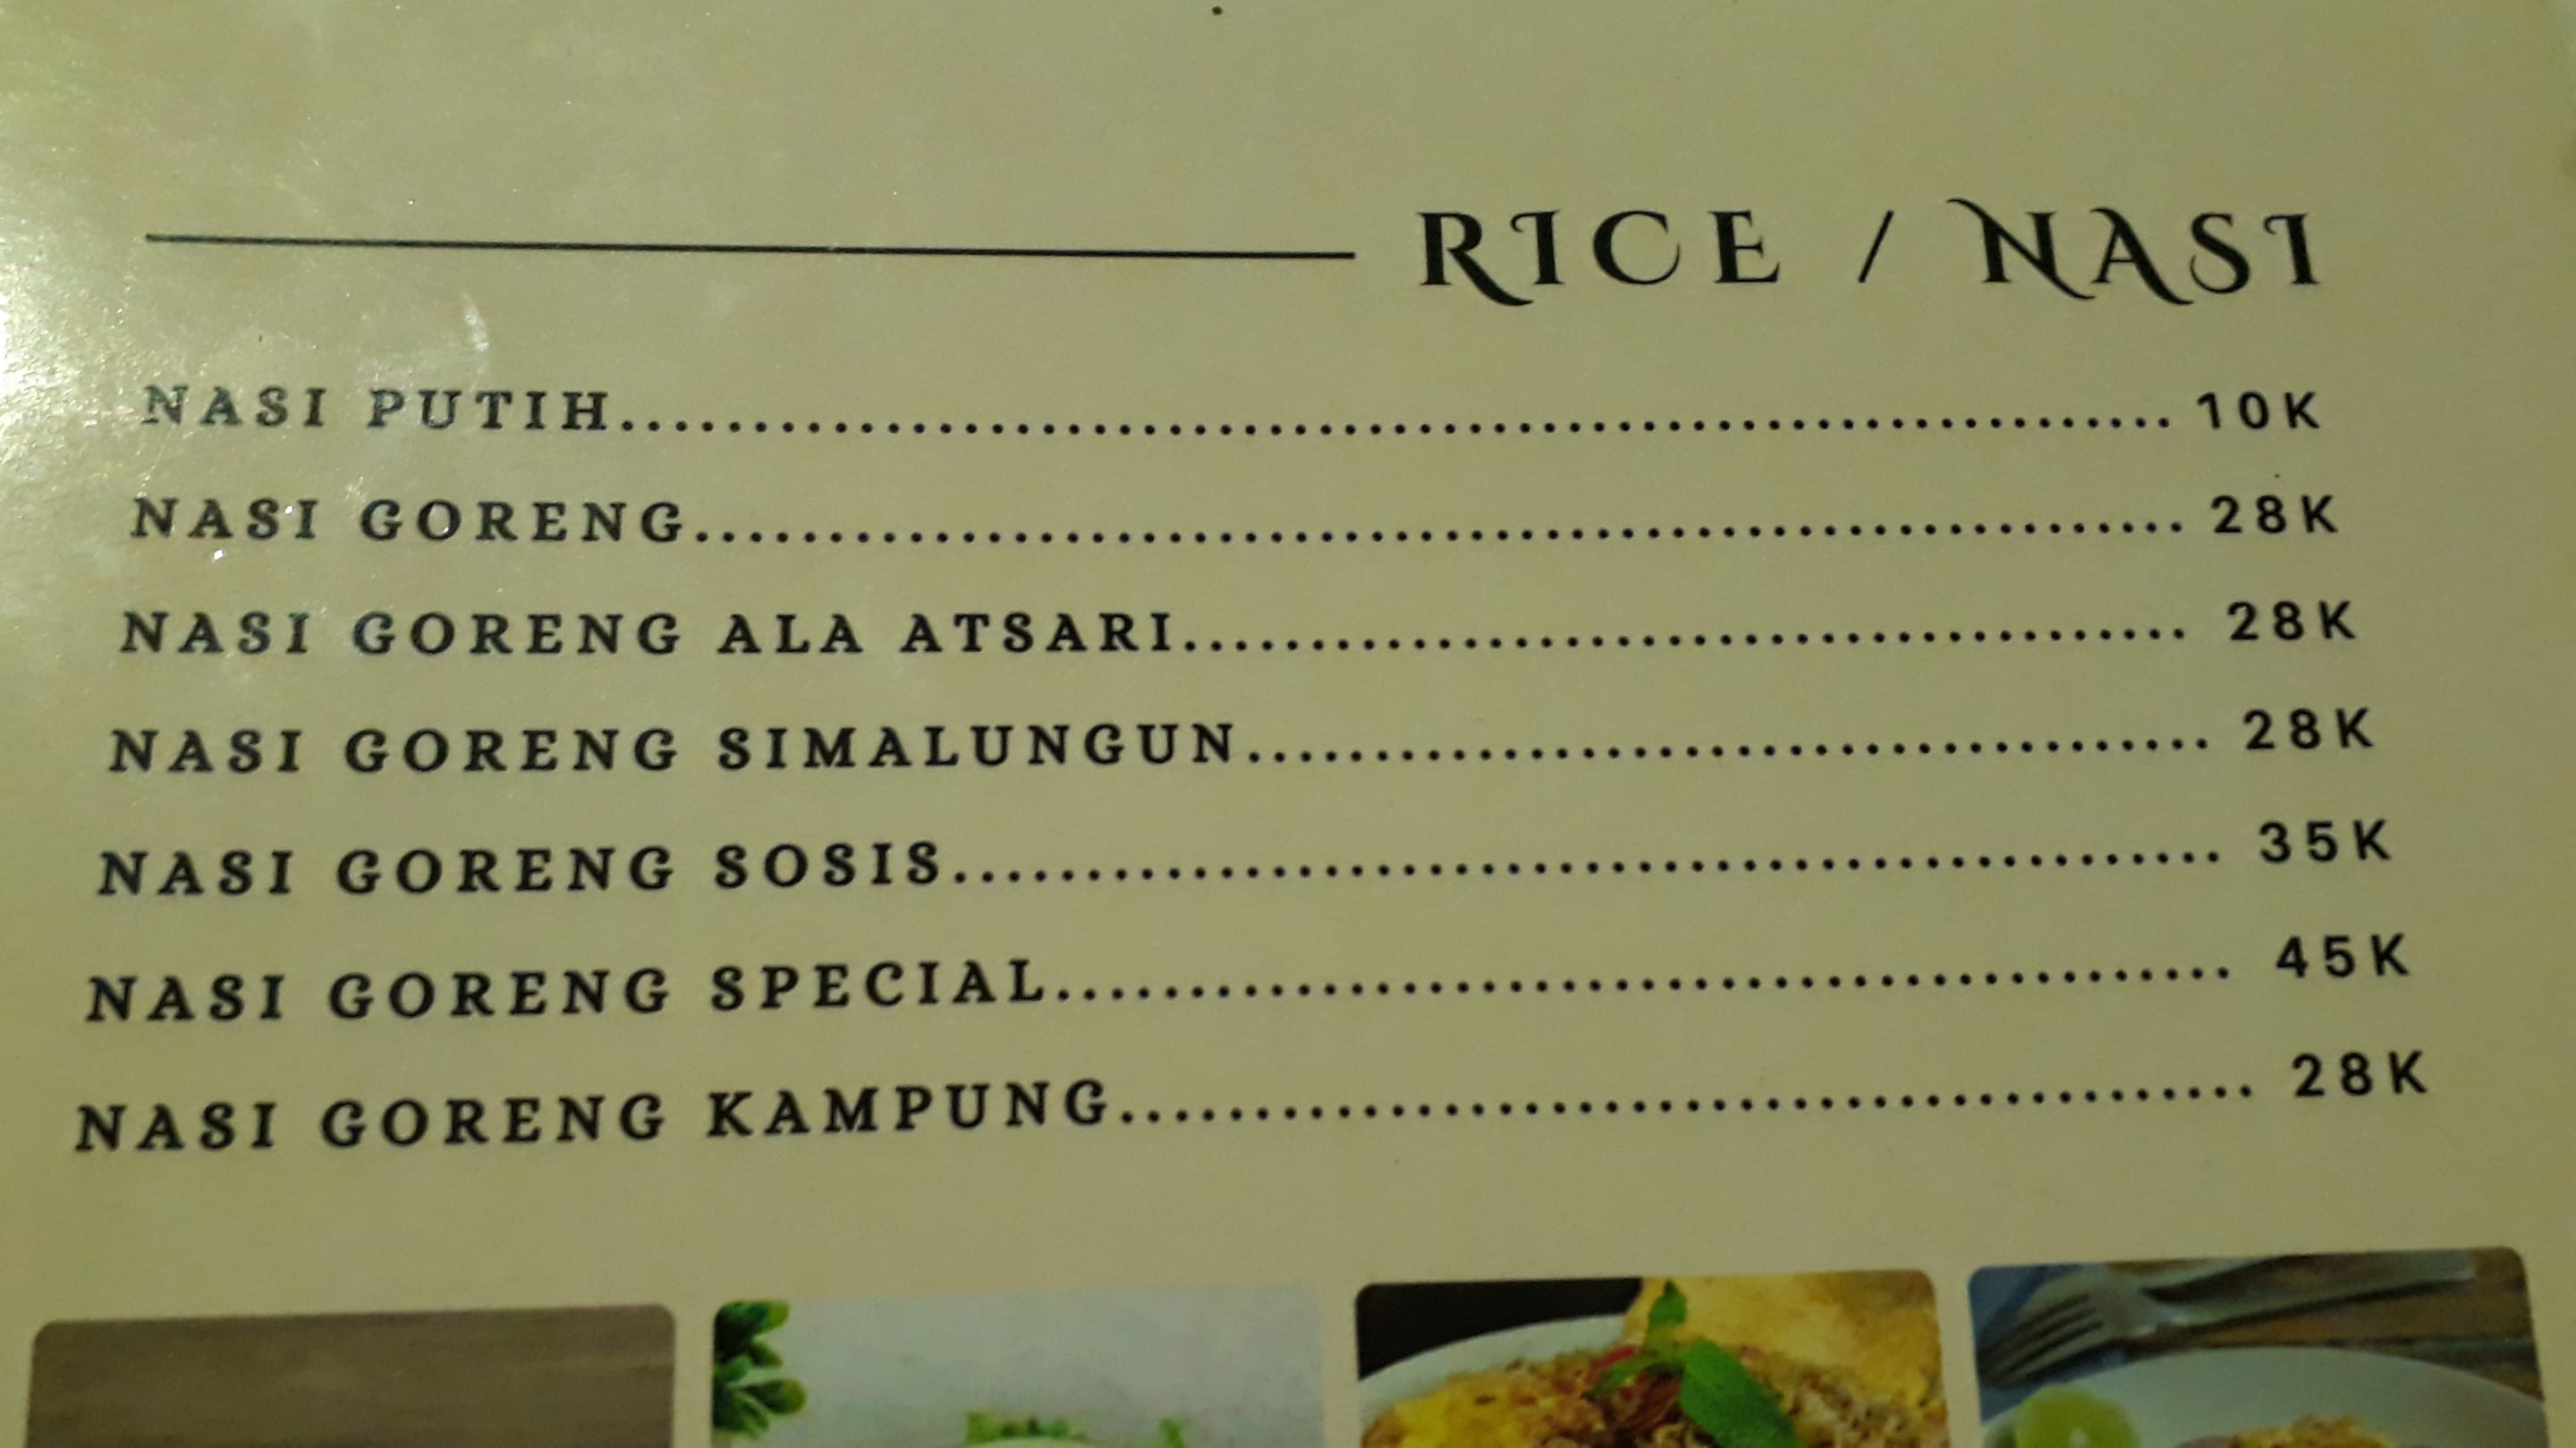 RICE / NASI
NASI PUTIH........................................................... 10K
NASI GORENG......................................................... 28K
NASI GORENG ALA ATSARI....................................... 28K
NASI GORENG SIMALUNGUN..................................... 28K
NASI GORENG SOSIS................................................ 35K
NASI GORENG SPECIAL............................................. 45K
NASI GORENG KAMPUNG........................................... 28K